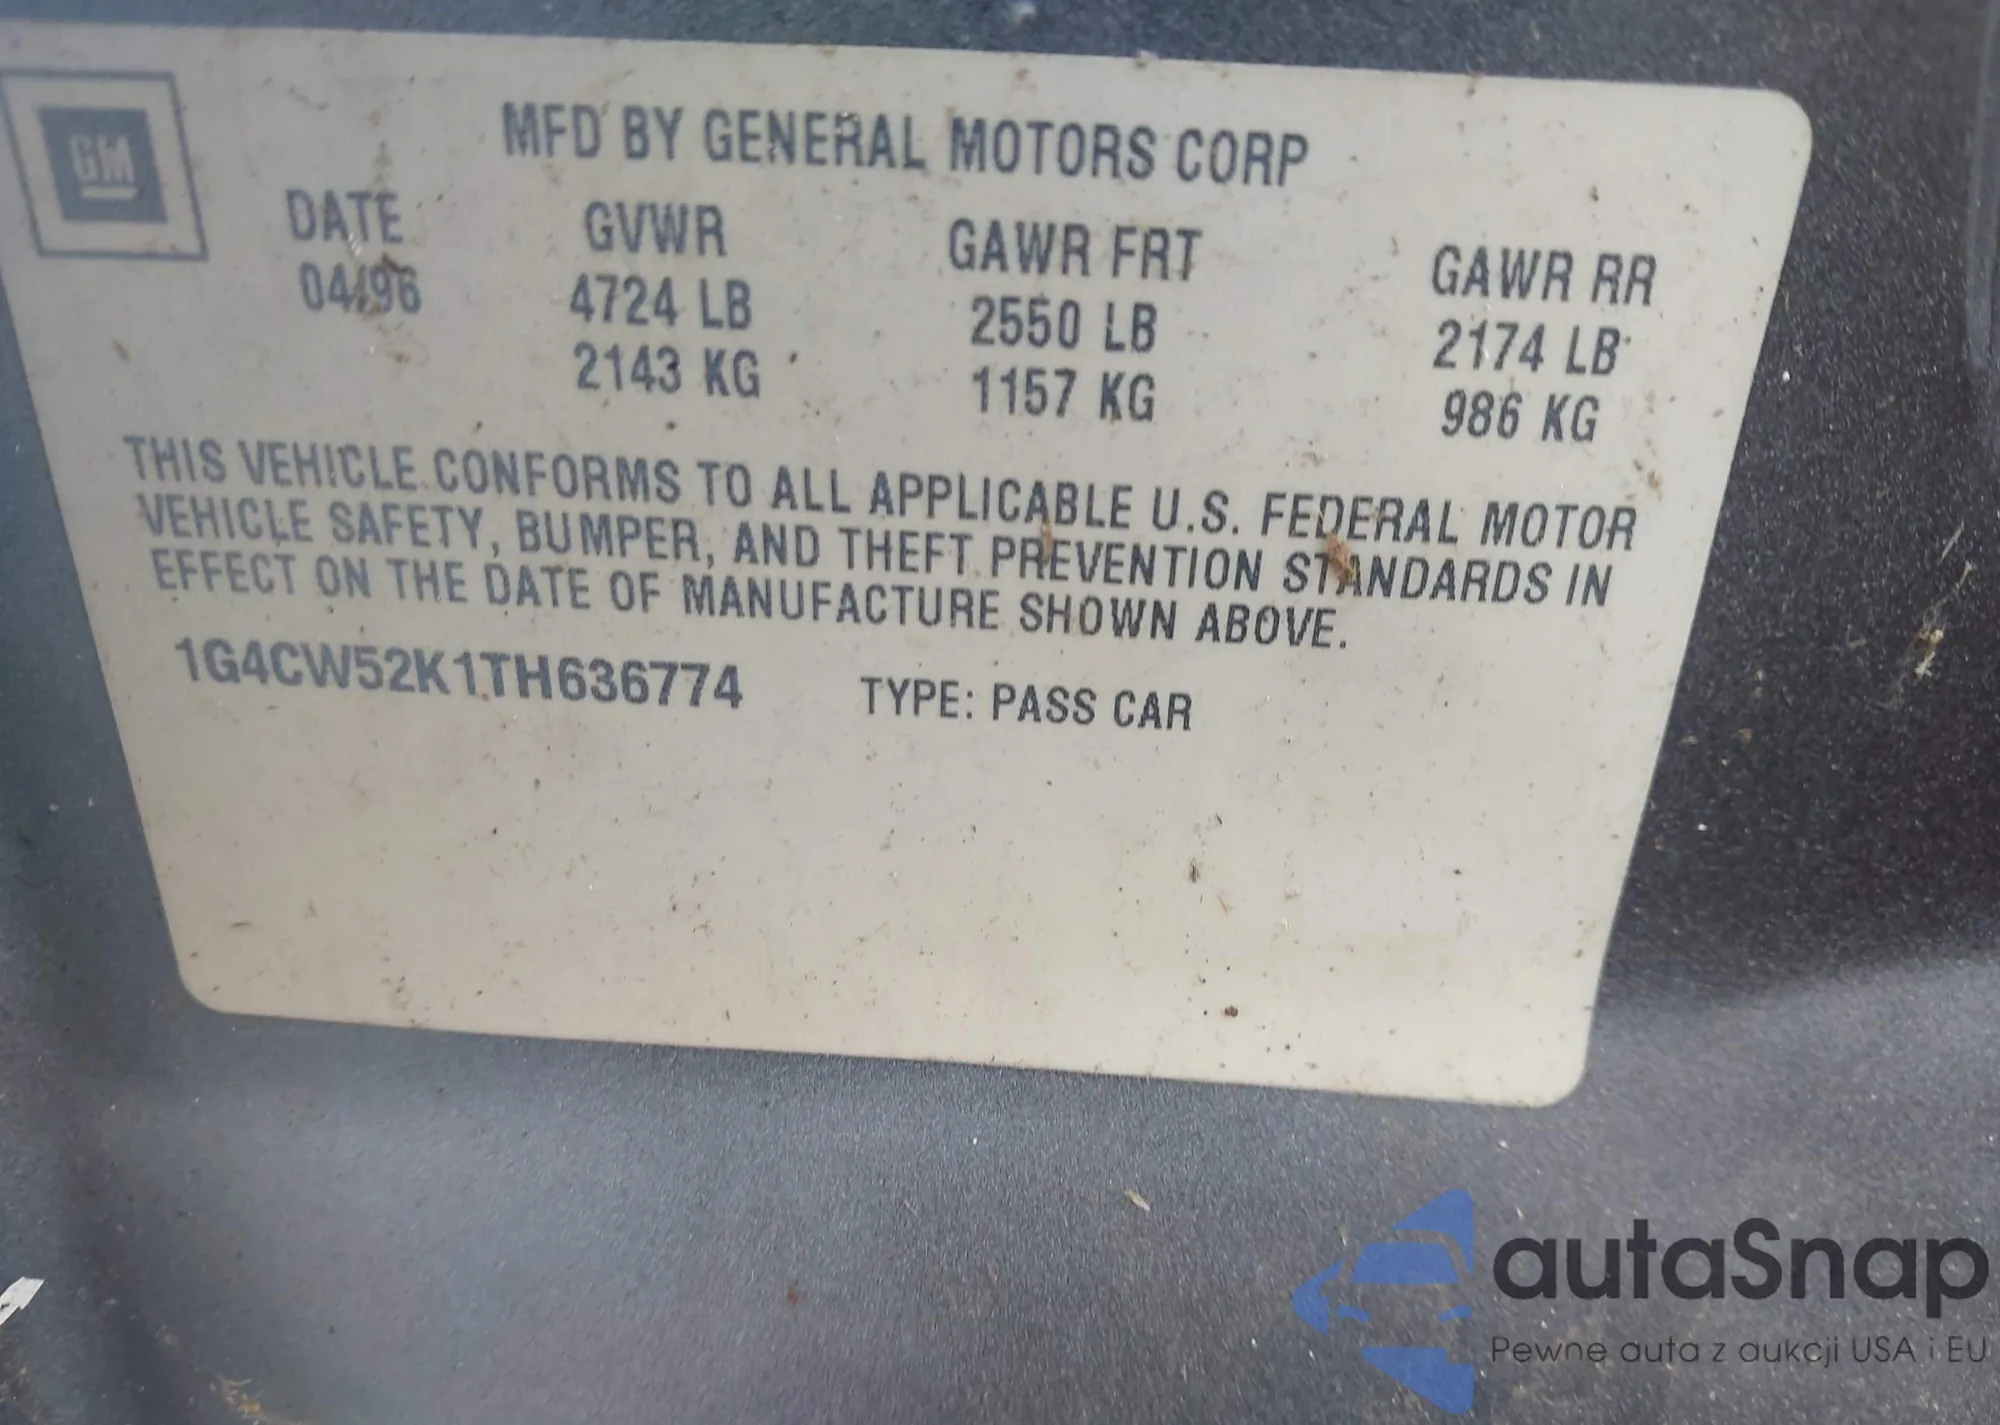 GM
MFD BY GENERAL MOTORS CORP
DATE GVWR GAWR FRT GAWR RR
04/96 4724 LB 2550 LB 2174 LB
2143 KG 1157 KG 986 KG
THIS VEHICLE CONFORMS TO ALL APPLICABLE U.S. FEDERAL MOTOR
VEHICLE SAFETY, BUMPER, AND THEFT PREVENTION STANDARDS IN
EFFECT ON THE DATE OF MANUFACTURE SHOWN ABOVE.
1G4CW52K1TH636774 TYPE: PASS CAR
autaSnap
Pewne auta z aukcji USA i EU